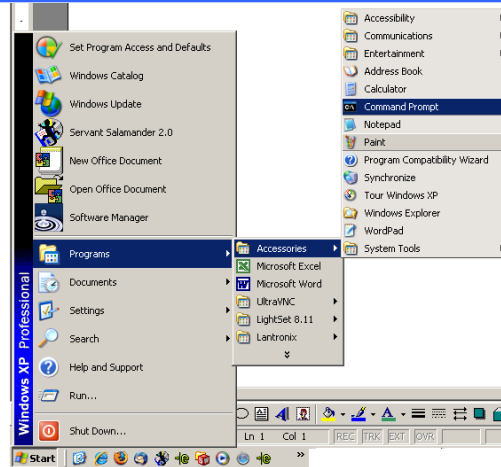 Set Program Access and Defaults
Windows Catalog
Windows Update
Servant Salamander 2.0
New Office Document
Open Office Document
Software Manager
Programs
Documents
Settings
Search
Help and Support
Run...
Shut Down...
Windows XP Professional
Accessories
Microsoft Excel
Microsoft Word
UltraVNC
LightSet 8.11
Lantronix
Accessibility
Communications
Entertainment
Address Book
Calculator
Command Prompt
Notepad
Paint
Program Compatibility Wizard
Synchronize
Tour Windows XP
Windows Explorer
WordPad
System Tools
Ln 1 Col 1 REC TRK EXT OVR
Start